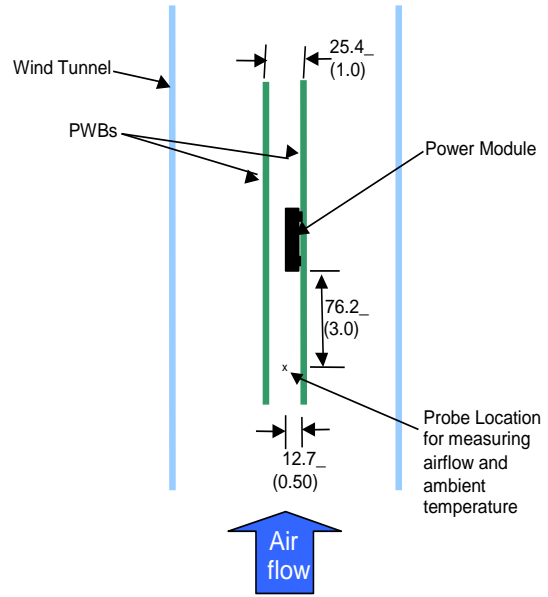 25.4_
(1.0)
Wind Tunnel
PWBs
Power Module
76.2_
(3.0)
x
Probe Location
for measuring
airflow and
ambient
temperature
12.7_
(0.50)
Air
flow